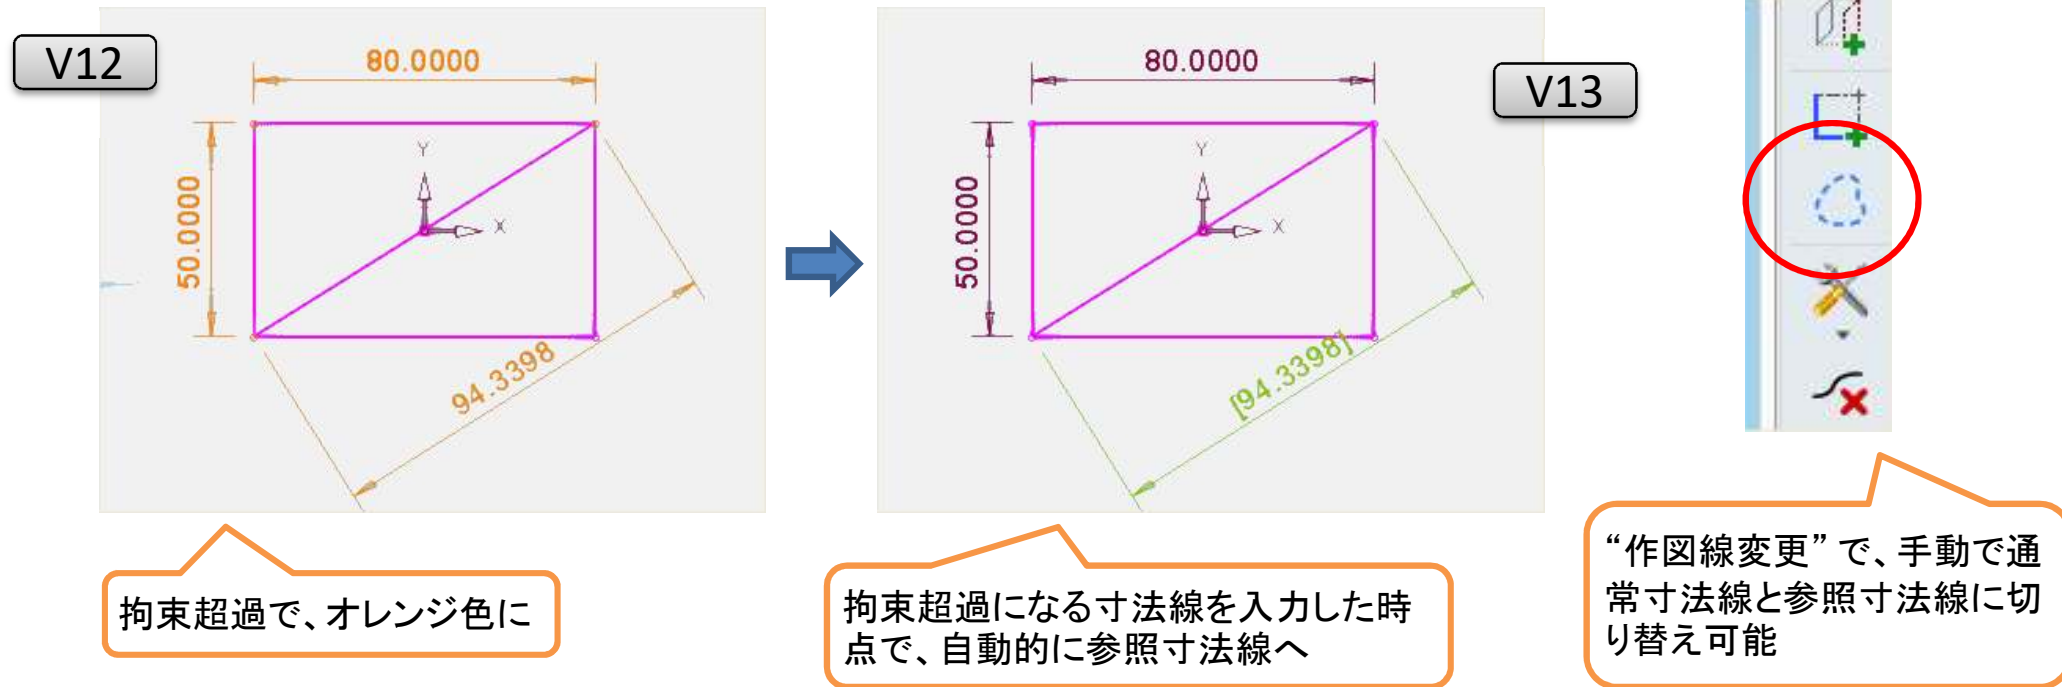 V12
80.0000
50.0000
Y
X
94.3398
拘束超過で、オレンジ色に
V13
80.0000
50.0000
Y
X
[94.3398]
拘束超過になる寸法線を入力した時
点で、自動的に参照寸法線へ
“作図線変更” で、手動で通
常寸法線と参照寸法線に切
り替え可能